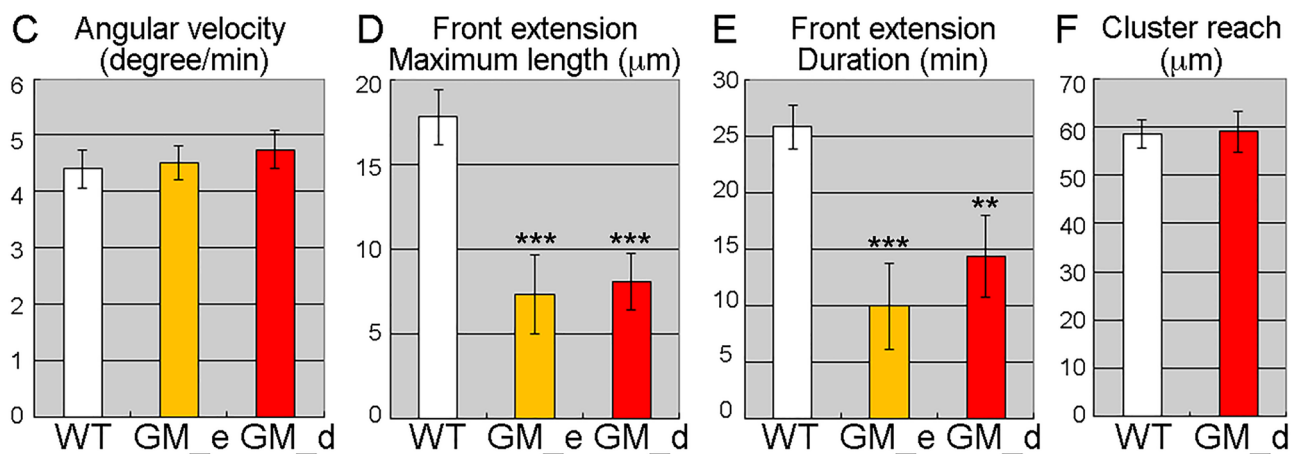 C Angular velocity
(degree/min)
6
5
4
3
2
1
0
WT GM_e GM_d
D Front extension
Maximum length (μm)
20
15
10
5
0
***
***
WT GM_e GM_d
E Front extension
Duration (min)
30
25
20
15
10
5
0
***
**
WT GM_e GM_d
F Cluster reach
(μm)
70
60
50
40
30
20
10
0
WT GM_d